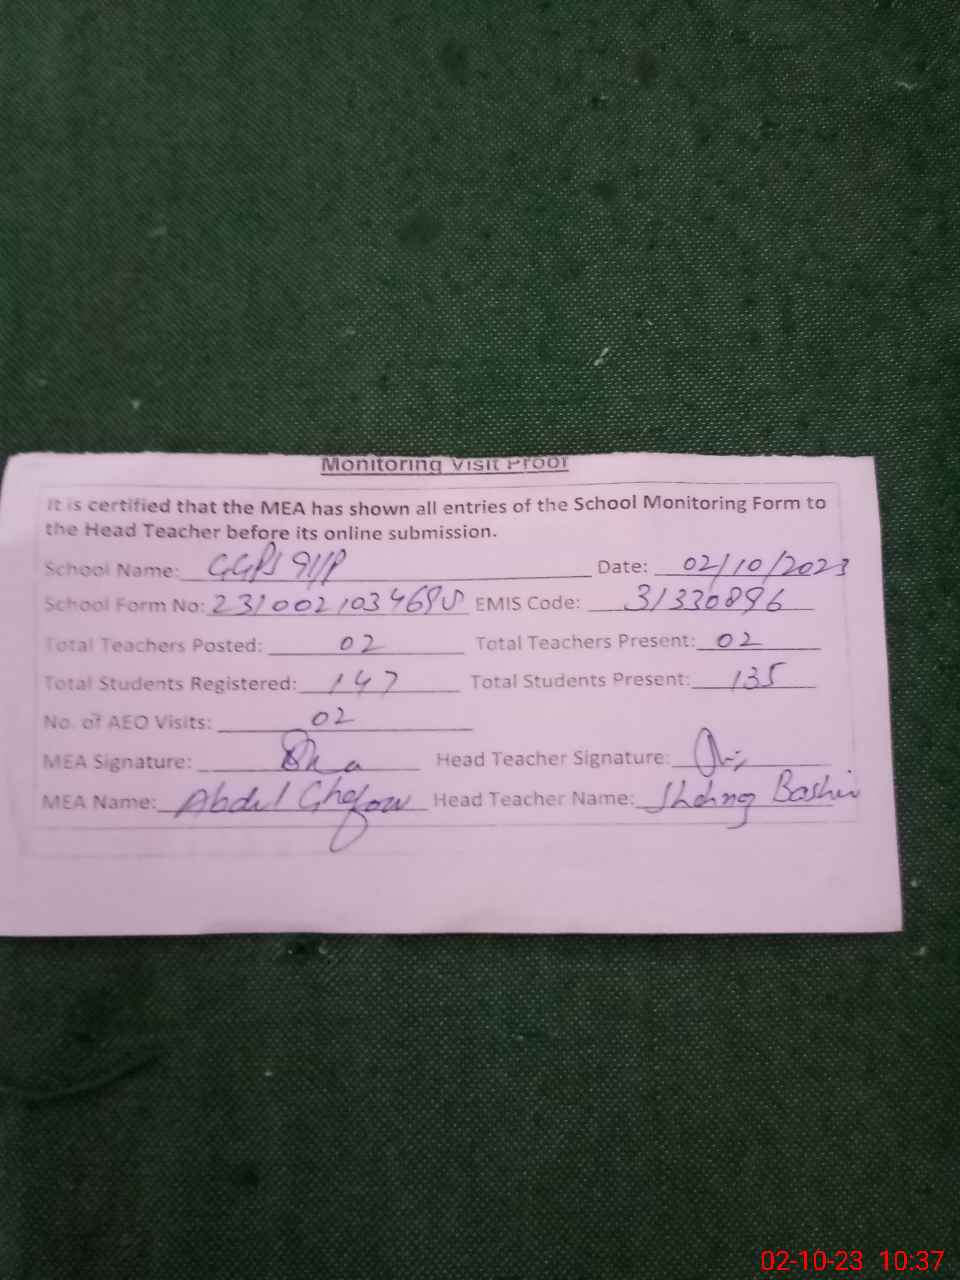 Monitoring Visit Proof
It is certified that the MEA has shown all entries of the School Monitoring Form to
the Head Teacher before its online submission.
School Name: GGPS 91/P Date: 02/10/2023
School Form No: EMIS Code: 31330896
Total Teachers Posted: 02 Total Teachers Present: 02
Total Students Registered: 147 Total Students Present: 135
No. of AEO Visits: 02
MEA Signature: Head Teacher Signature:
MEA Name: Abdul Ghafoor Head Teacher Name: Bashir
02-10-23 10:37